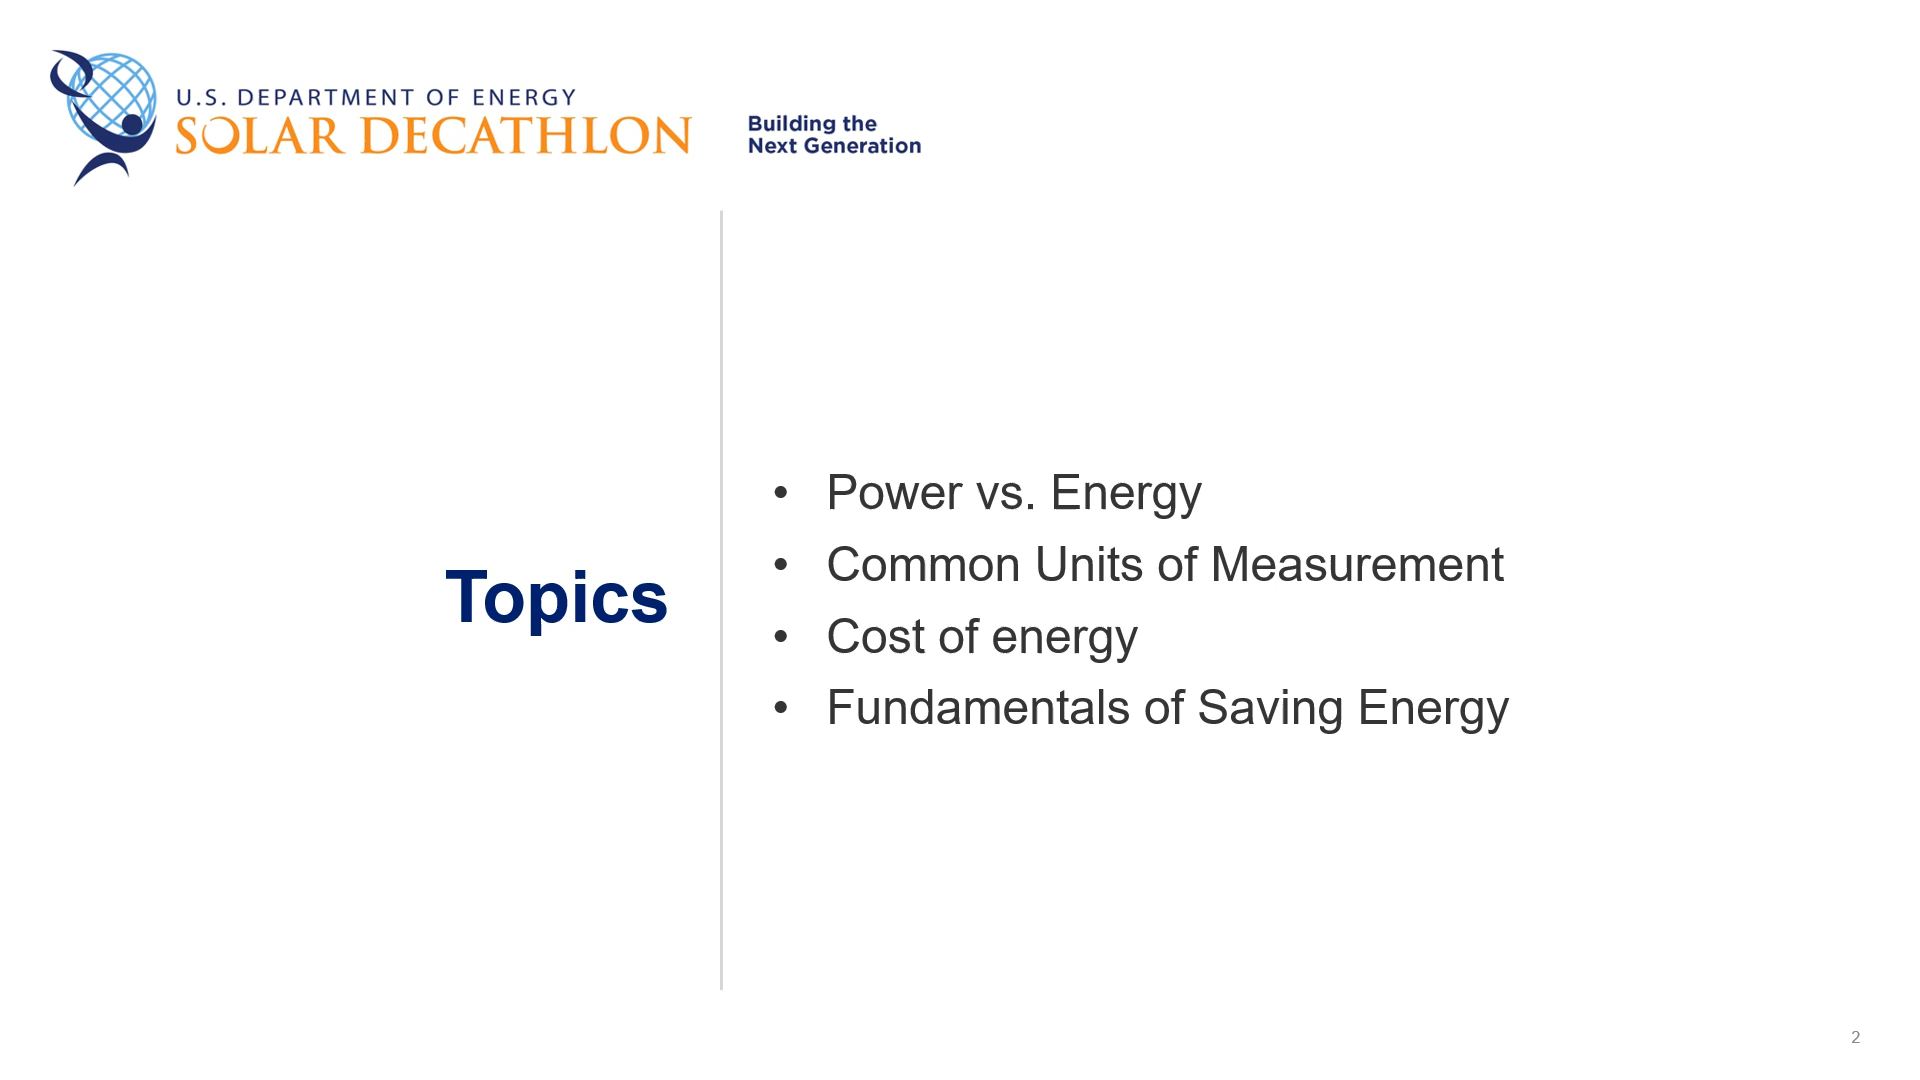 U.S. DEPARTMENT OF ENERGY
SOLAR DECATHLON
Building the
Next Generation
Topics
• Power vs. Energy
• Common Units of Measurement
• Cost of energy
• Fundamentals of Saving Energy
2